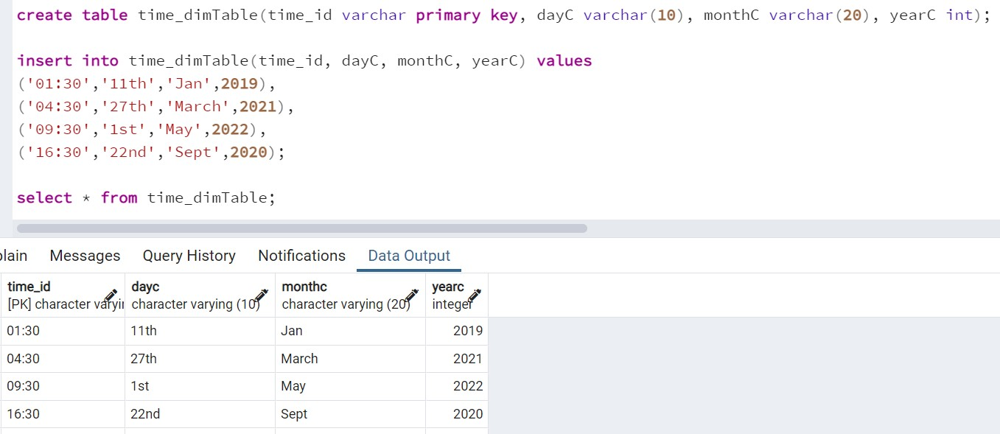 create table time_dimTable(time_id varchar primary key, dayC varchar(10), monthC varchar(20), yearC int);
insert into time_dimTable(time_id, dayC, monthC, yearC) values
('01:30','11th','Jan',2019),
('04:30','27th','March',2021),
('09:30','1st','May',2022),
('16:30','22nd','Sept',2020);
select * from time_dimTable;
plain Messages Query History Notifications Data Output
time_id dayc monthc yearc
[PK] character varyin character varying (10) character varying (20) integer
01:30 11th Jan 2019
04:30 27th March 2021
09:30 1st May 2022
16:30 22nd Sept 2020